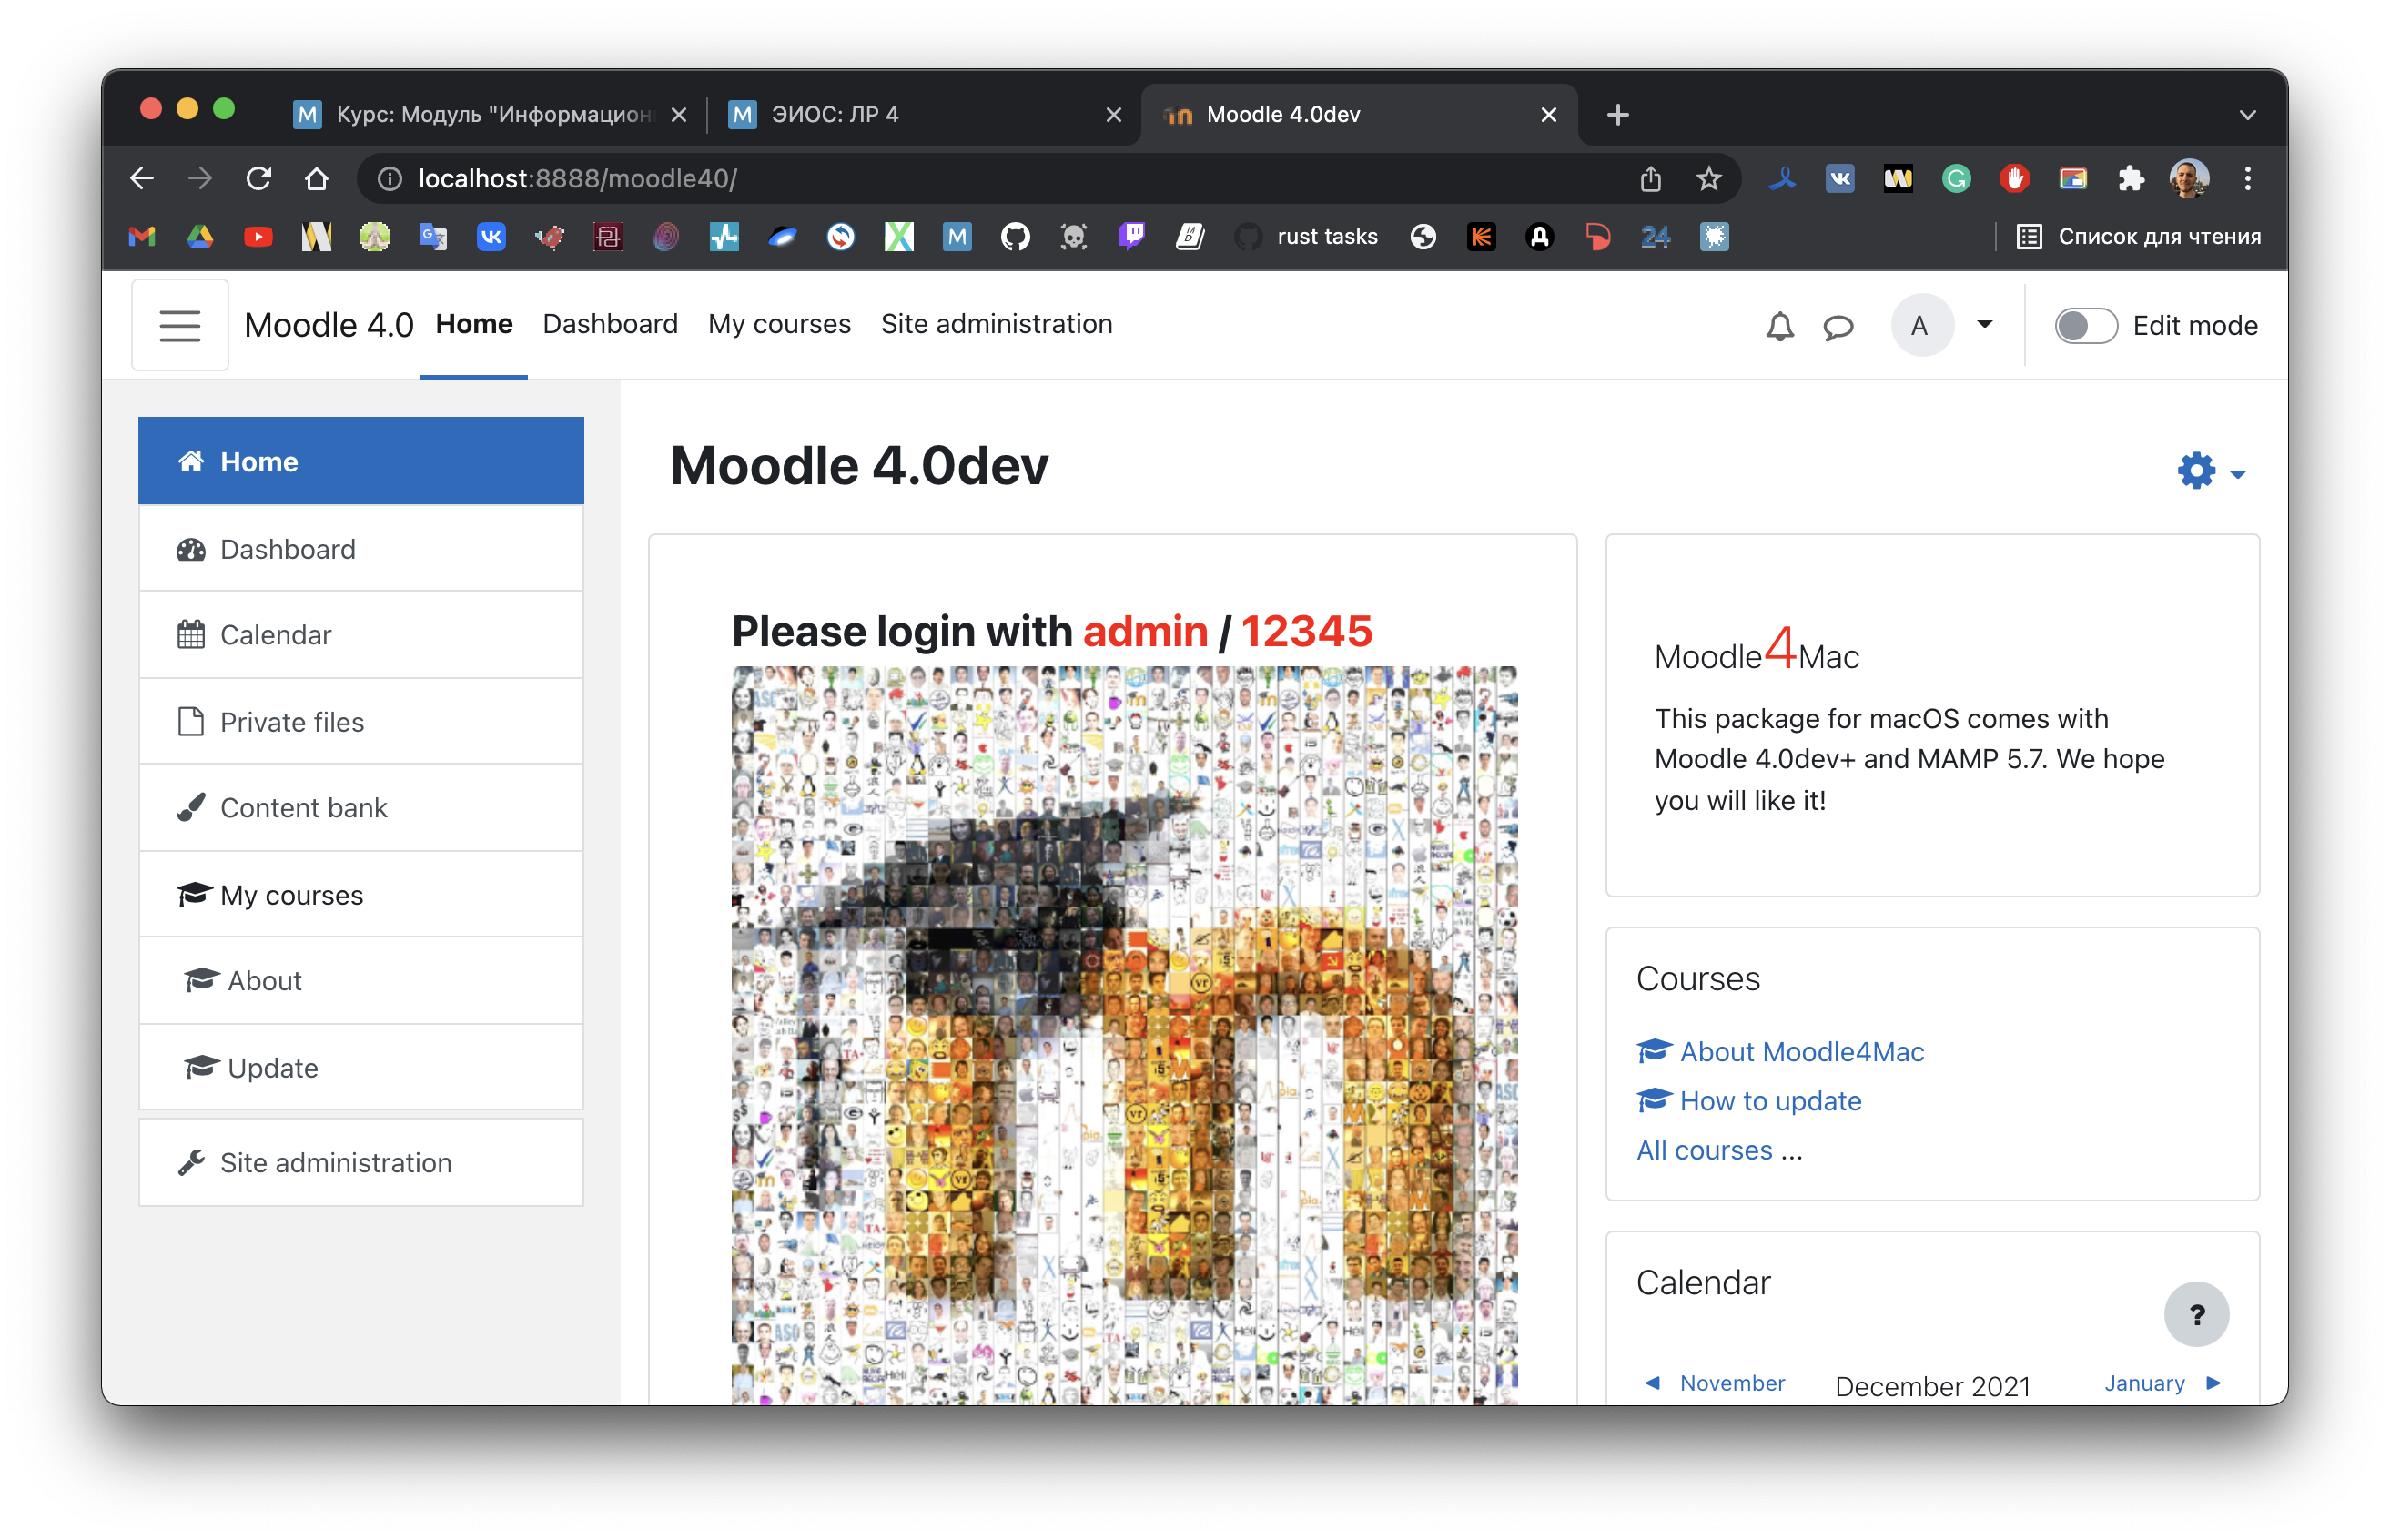 Курс: Модуль "Информацион
ЭИОС: ЛР 4
Moodle 4.0dev
localhost:8888/moodle40/
rust tasks
24
Список для чтения
Moodle 4.0 Home Dashboard My courses Site administration
A
Edit mode
Home
Dashboard
Calendar
Private files
Content bank
My courses
About
Update
Site administration
Moodle 4.0dev
Please login with admin / 12345
Moodle4Mac
This package for macOS comes with
Moodle 4.0dev+ and MAMP 5.7. We hope
you will like it!
Courses
About Moodle4Mac
How to update
All courses ...
Calendar
?
November
December 2021
January